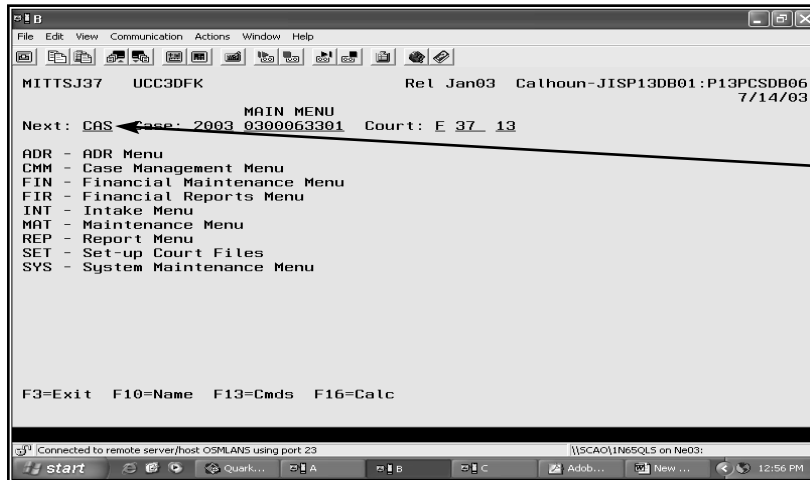 B
File Edit View Communication Actions Window Help
MITTSJ37 UCC3DFK Rel Jan03 Calhoun-JISP13DB01:P13PCSDB06
7/14/03
MAIN MENU
Next: CAS Case: 2003 0300063301 Court: F 37 13
ADR - ADR Menu
CMM - Case Management Menu
FIN - Financial Maintenance Menu
FIR - Financial Reports Menu
INT - Intake Menu
MAT - Maintenance Menu
REP - Report Menu
SET - Set-up Court Files
SYS - System Maintenance Menu
F3=Exit F10=Name F13=Cmds F16=Calc
Connected to remote server/host OSMLANS using port 23 \\SCAO\1N65QLS on Ne03:
start Quark... A B C Adob... New ... 12:56 PM